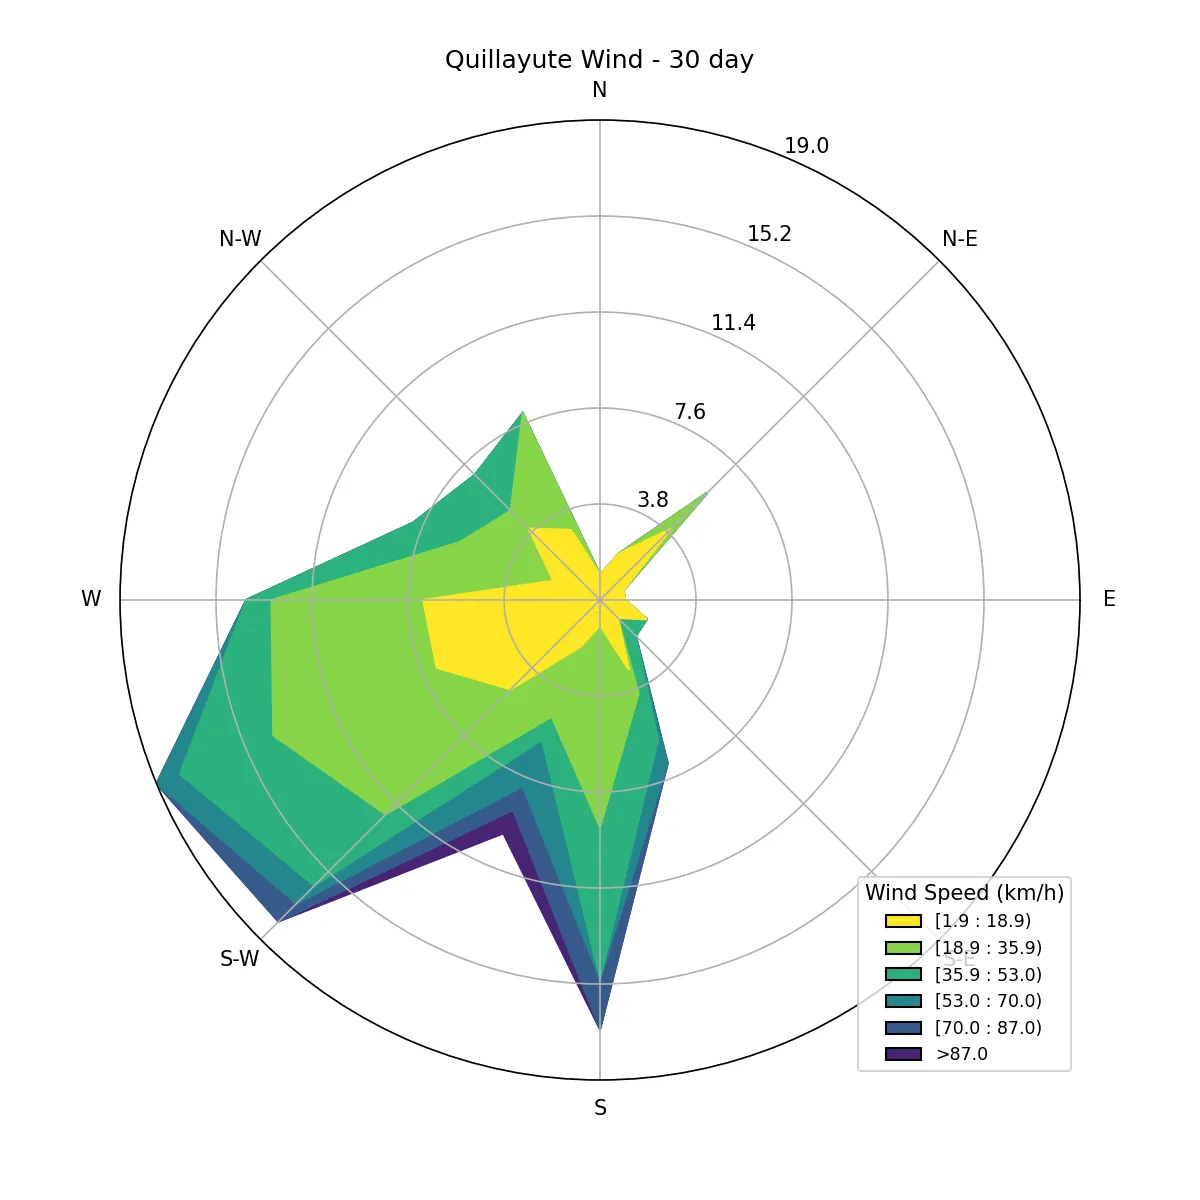 Quillayute Wind - 30 day
N
19.0
N-W
N-E
15.2
11.4
7.6
3.8
W
E
S-W
S-E
S
Wind Speed (km/h)
[1.9 : 18.9)
[18.9 : 35.9)
[35.9 : 53.0)
[53.0 : 70.0)
[70.0 : 87.0)
>87.0